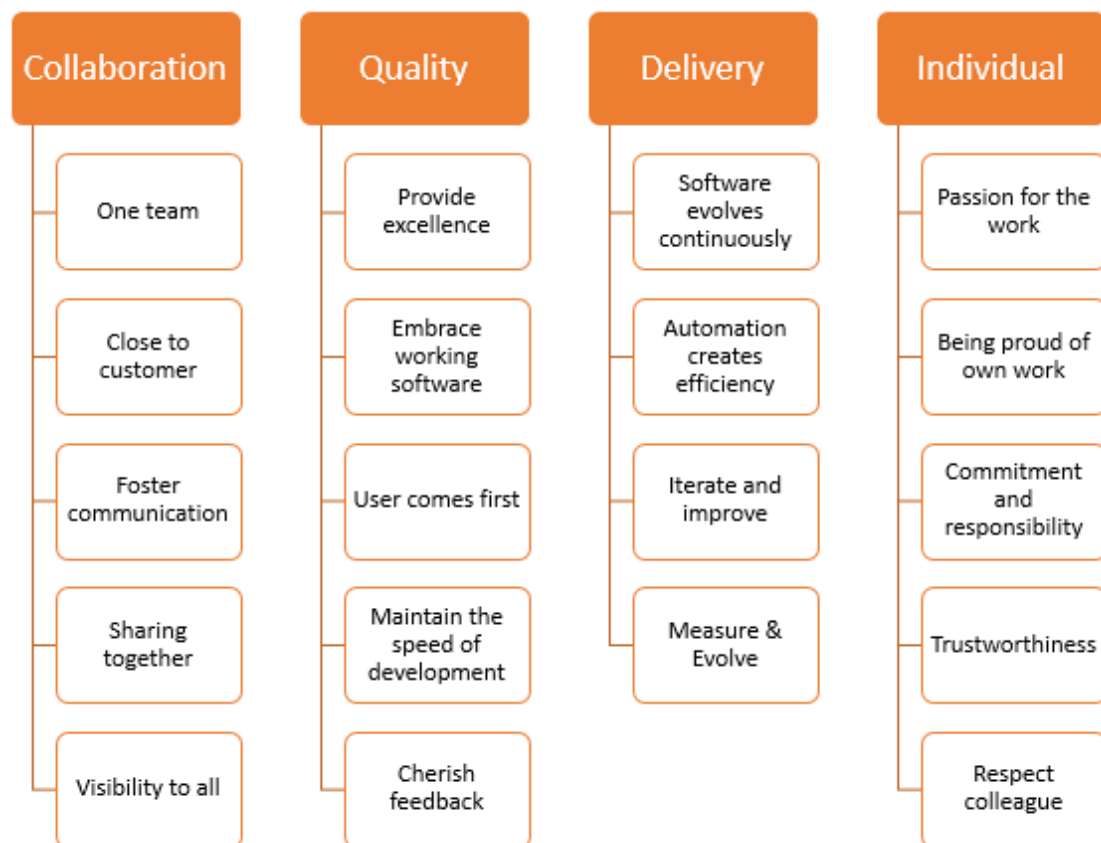 Collaboration
One team
Close to
customer
Foster
communication
Sharing
together
Visibility to all
Quality
Provide
excellence
Embrace
working
software
User comes first
Maintain the
speed of
development
Cherish
feedback
Delivery
Software
evolves
continuously
Automation
creates
efficiency
Iterate and
improve
Measure &
Evolve
Individual
Passion for the
work
Being proud of
own work
Commitment
and
responsibility
Trustworthiness
Respect
colleague